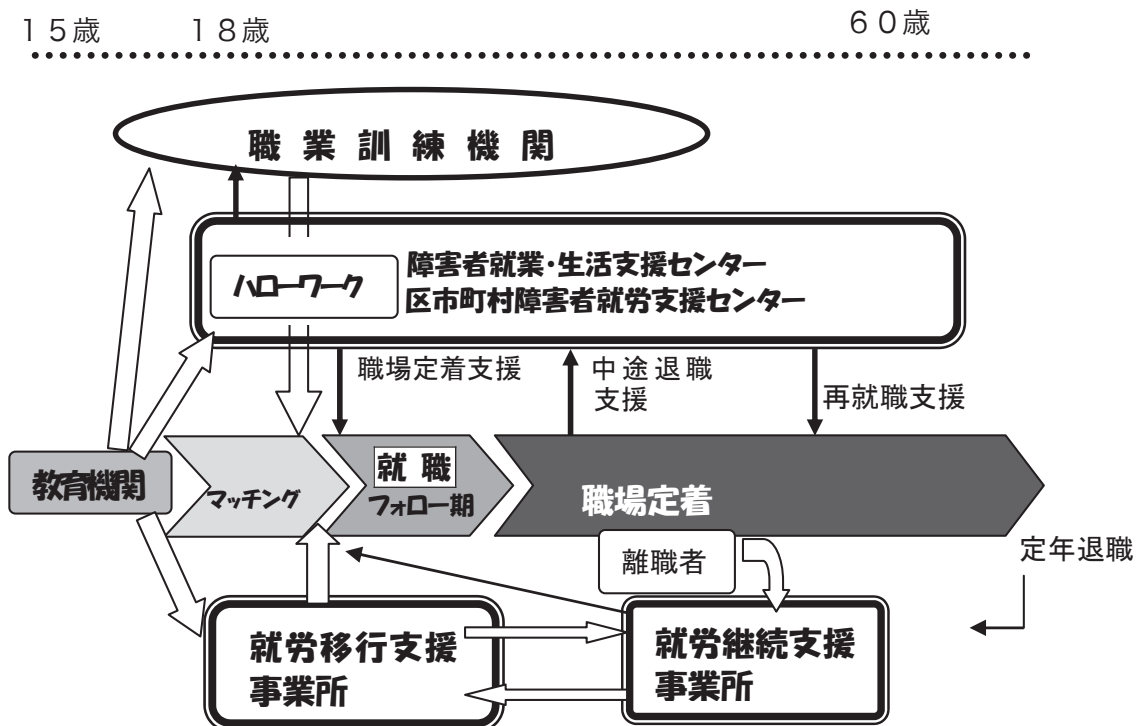 １５歳 １８歳 ６０歳
職業訓練機関
ハローワーク
障害者就業・生活支援センター
区市町村障害者就労支援センター
職場定着支援
中途退職
支援
再就職支援
教育機関
マッチング
就職
フォロー期
職場定着
離職者
定年退職
就労移行支援
事業所
就労継続支援
事業所